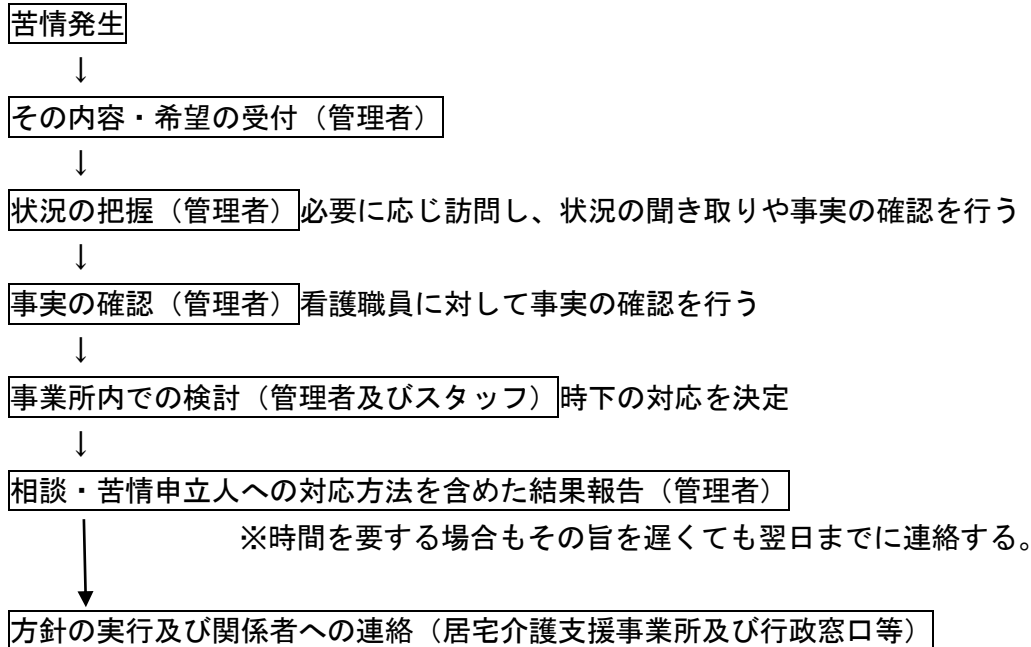 苦情発生
↓
その内容・希望の受付（管理者）
↓
状況の把握（管理者）必要に応じ訪問し、状況の聞き取りや事実の確認を行う
↓
事実の確認（管理者）看護職員に対して事実の確認を行う
↓
事業所内での検討（管理者及びスタッフ）時下の対応を決定
↓
相談・苦情申立人への対応方法を含めた結果報告（管理者）
※時間を要する場合もその旨を遅くても翌日までに連絡する。
方針の実行及び関係者への連絡（居宅介護支援事業所及び行政窓口等）